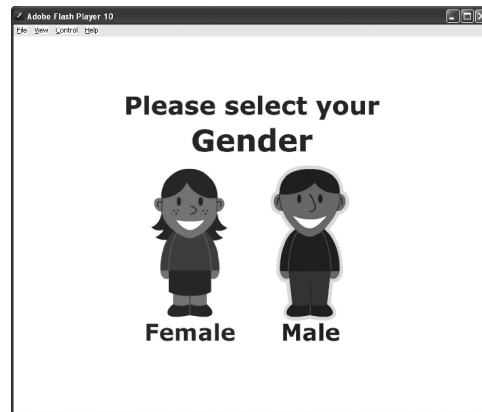 Adobe Flash Player 10
File View Control Help
Please select your
Gender
Female Male